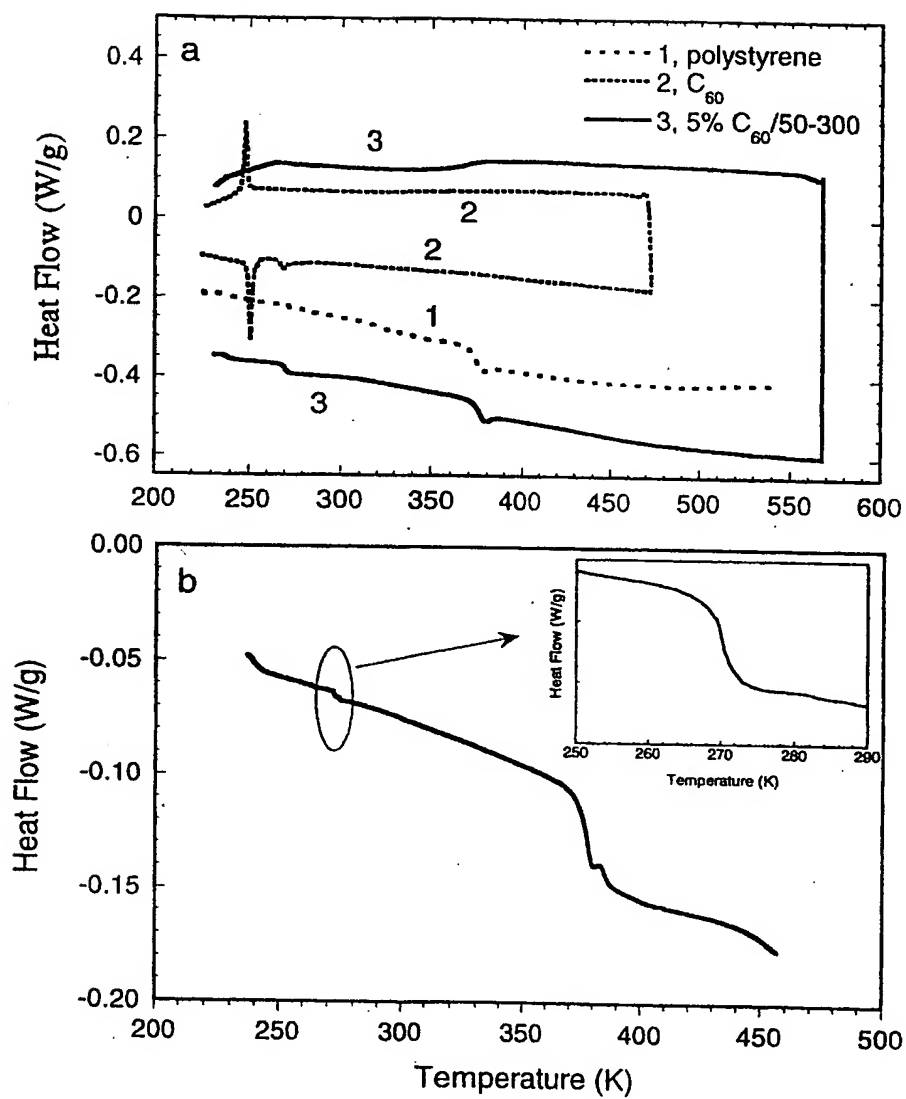 a
1, polystyrene
2, C60
3, 5% C60/50-300
3
2
2
1
3
Heat Flow (W/g)
0.4
0.2
0
-0.2
-0.4
-0.6
200 250 300 350 400 450 500 550 600
b
Heat Flow (W/g)
0.00
-0.05
-0.10
-0.15
-0.20
200 250 300 350 400 450 500
Temperature (K)
Heat Flow (W/g)
250 260 270 280 290
Temperature (K)